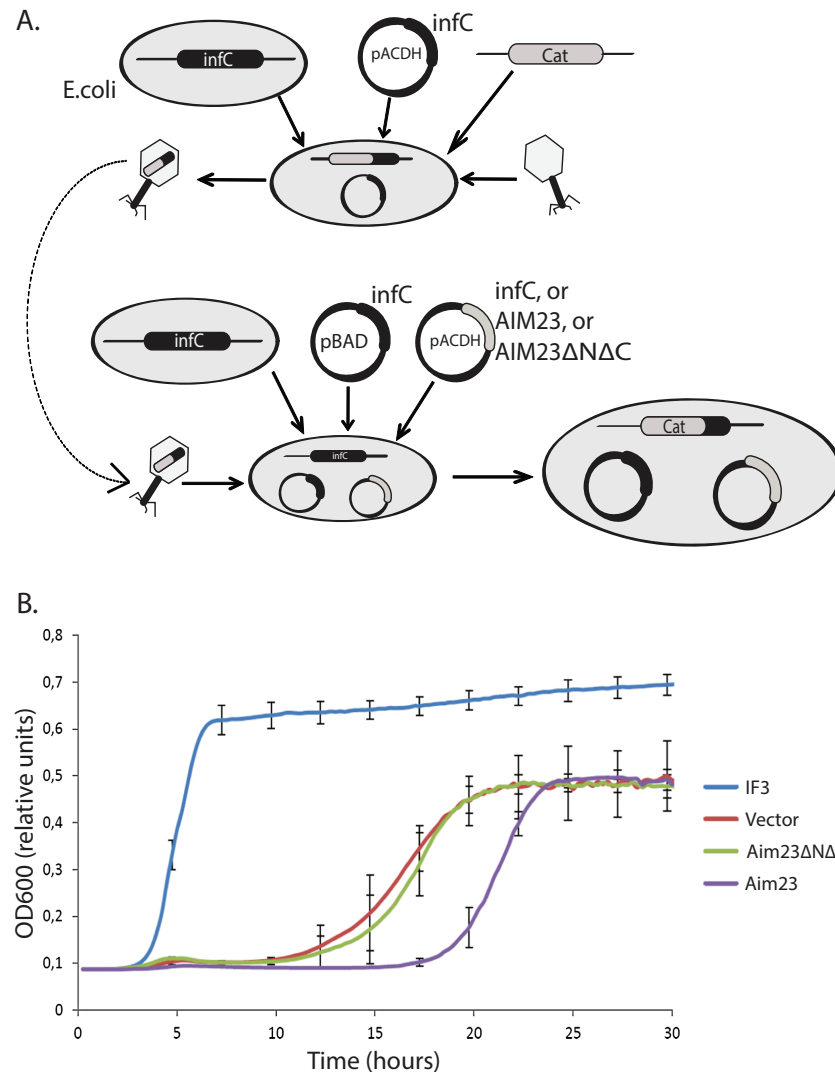 A.
infC
pACDH
infC
Cat
E.coli
infC
pBAD
infC
pACDH
infC, or
AIM23, or
AIM23ΔNΔC
infC
Cat
B.
OD600 (relative units)
0,8
0,7
0,6
0,5
0,4
0,3
0,2
0,1
0
0 5 10 15 20 25 30
Time (hours)
IF3
Vector
Aim23ΔNΔ
Aim23